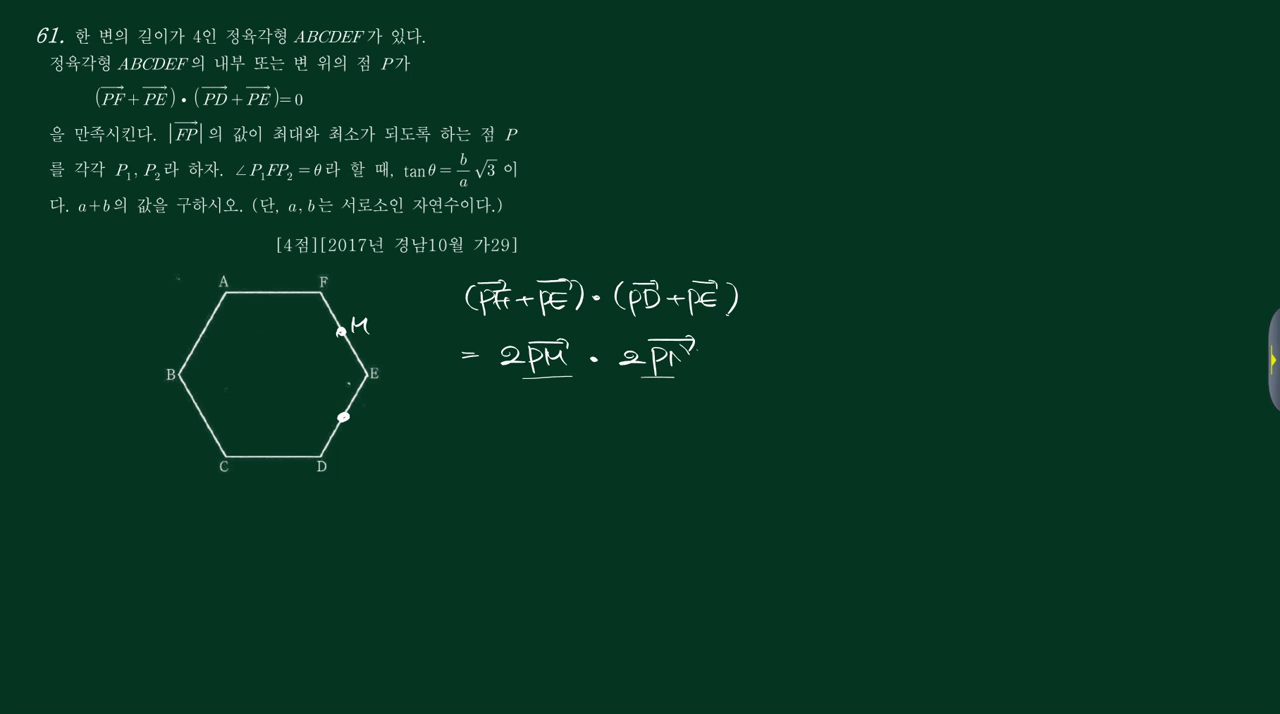 61. 한 변의 길이가 4인 정육각형 ABCDEF가 있다.
정육각형 ABCDEF의 내부 또는 변 위의 점 P가
(PF→ + PE→) • (PD→ + PE→) = 0
을 만족시킨다. |FP→|의 값이 최대와 최소가 되도록 하는 점 P
를 각각 P₁, P₂라 하자. ∠P₁FP₂ = θ라 할 때, tan θ = b/a √3 이
다. a+b의 값을 구하시오. (단, a, b는 서로소인 자연수이다.)
[4점][2017년 경남10월 가29]
A F
M
B E
C D
(PF→ + PE→) · (PD→ + PE→)
= 2PM→ · 2PN→